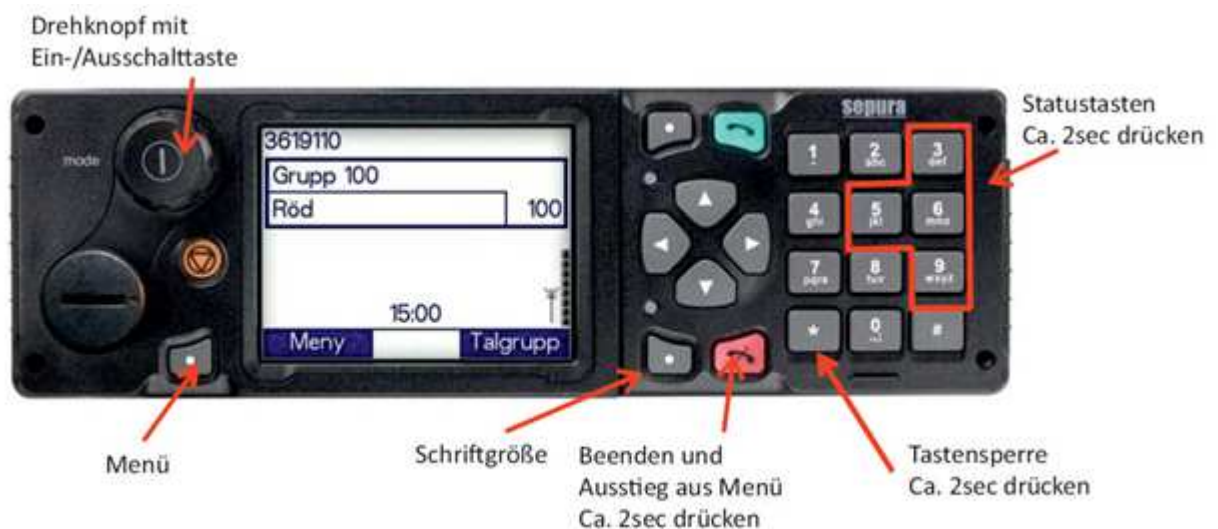 Drehknopf mit
Ein-/Ausschalttaste
mode
3619110
Grupp 100
Röd 100
15:00
Meny Talgrupp
sepura
1
2 abc
3 def
4 ghi
5 jkl
6 mno
7 pqrs
8 tuv
9 wxyz
*
0
#
Statustasten
Ca. 2sec drücken
Menü
Schriftgröße
Beenden und
Ausstieg aus Menü
Ca. 2sec drücken
Tastensperre
Ca. 2sec drücken